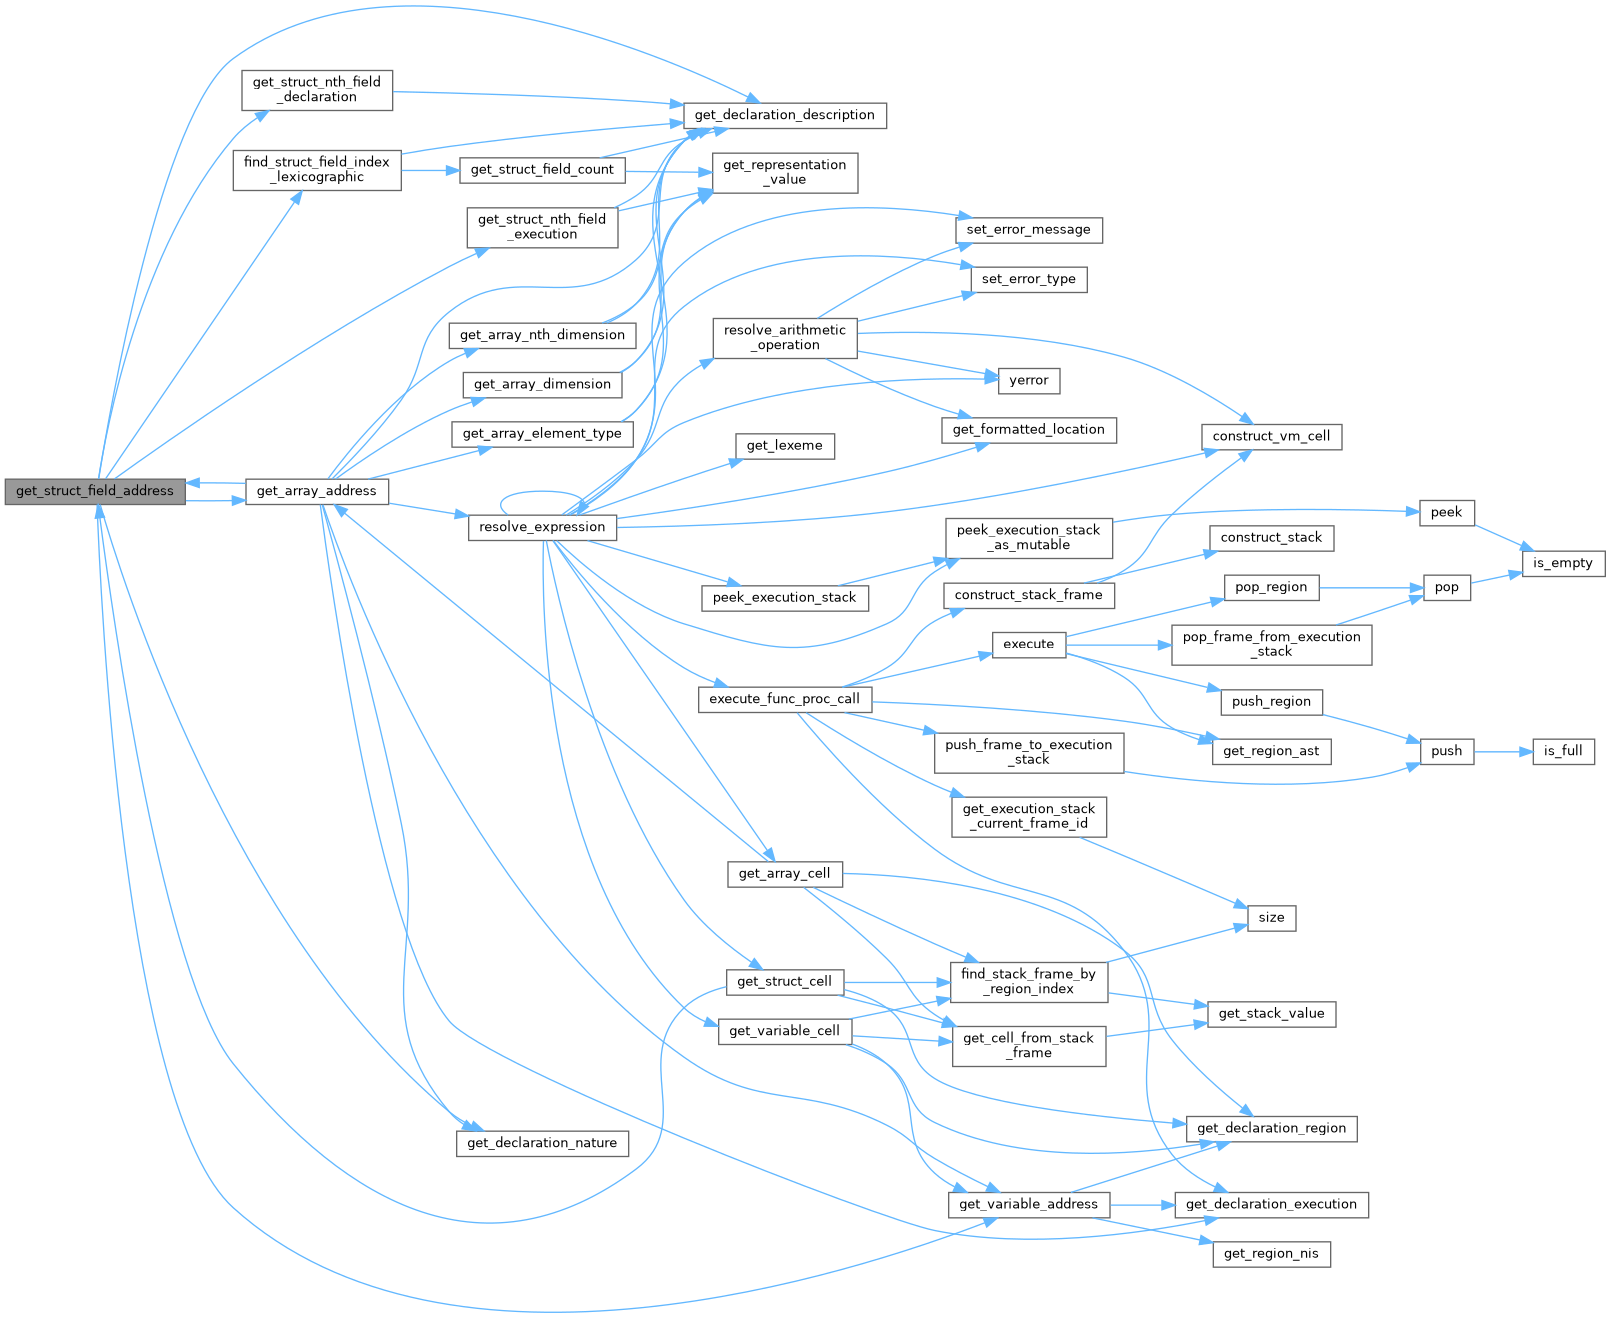 get_struct_field_address
get_struct_nth_field
_declaration
find_struct_field_index
_lexicographic
get_struct_field_count
get_struct_nth_field
_execution
get_declaration_description
get_representation
_value
get_array_address
get_array_nth_dimension
get_array_dimension
get_array_element_type
resolve_expression
set_error_message
set_error_type
resolve_arithmetic
_operation
yerror
get_formatted_location
get_lexeme
construct_vm_cell
peek_execution_stack
_as_mutable
peek_execution_stack
peek
is_empty
construct_stack
construct_stack_frame
pop_region
pop
execute
pop_frame_from_execution
_stack
push_region
execute_func_proc_call
get_region_ast
push_frame_to_execution
_stack
push
is_full
get_execution_stack
_current_frame_id
get_array_cell
size
get_struct_cell
find_stack_frame_by
_region_index
get_variable_cell
get_cell_from_stack
_frame
get_stack_value
get_declaration_nature
get_declaration_region
get_variable_address
get_declaration_execution
get_region_nis